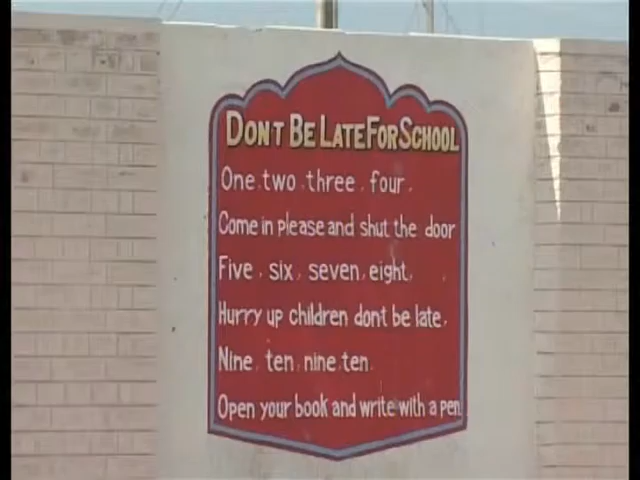 DON'T BE LATE FOR SCHOOL
One, two, three, four,
Come in please and shut the door
Five, six, seven, eight,
Hurry up children dont be late,
Nine, ten, nine, ten
Open your book and write with a pen